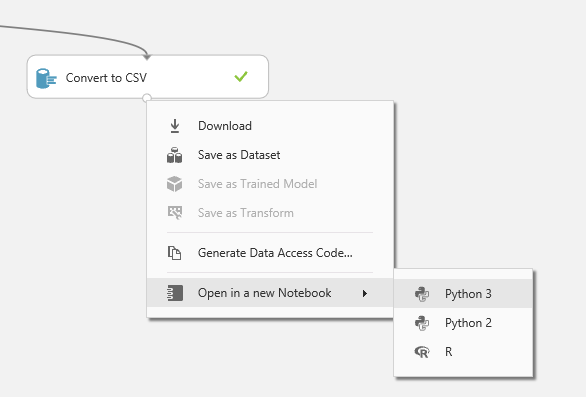 Convert to CSV
Download
Save as Dataset
Save as Trained Model
Save as Transform
Generate Data Access Code...
Open in a new Notebook
Python 3
Python 2
R